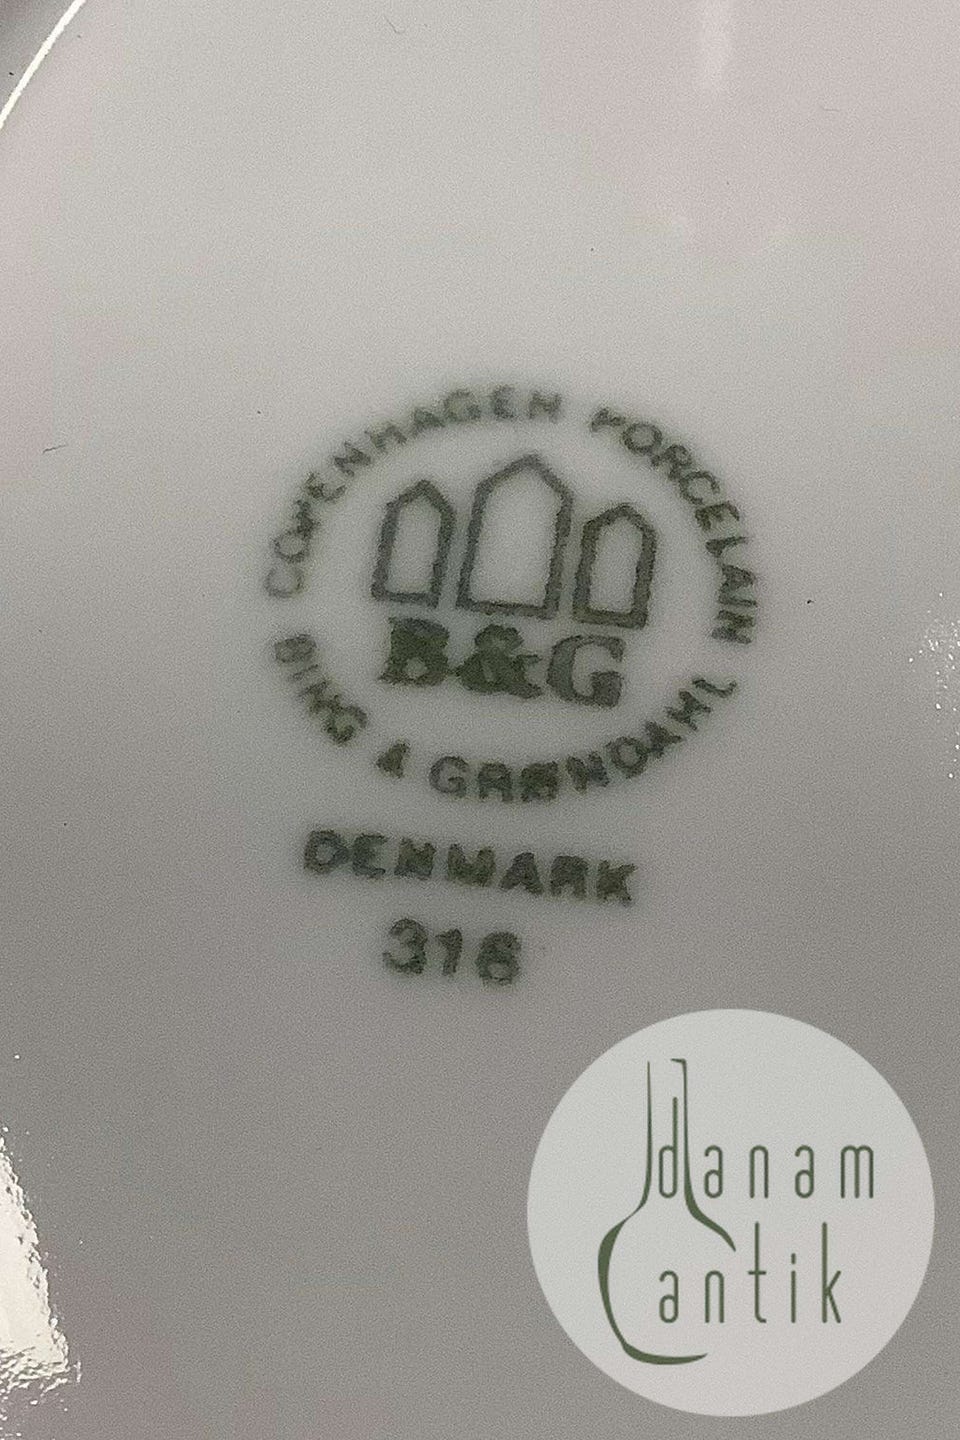 COPENHAGEN PORCELAIN
B&G
BING & GRØNDAHL
DENMARK
316
danam
antik